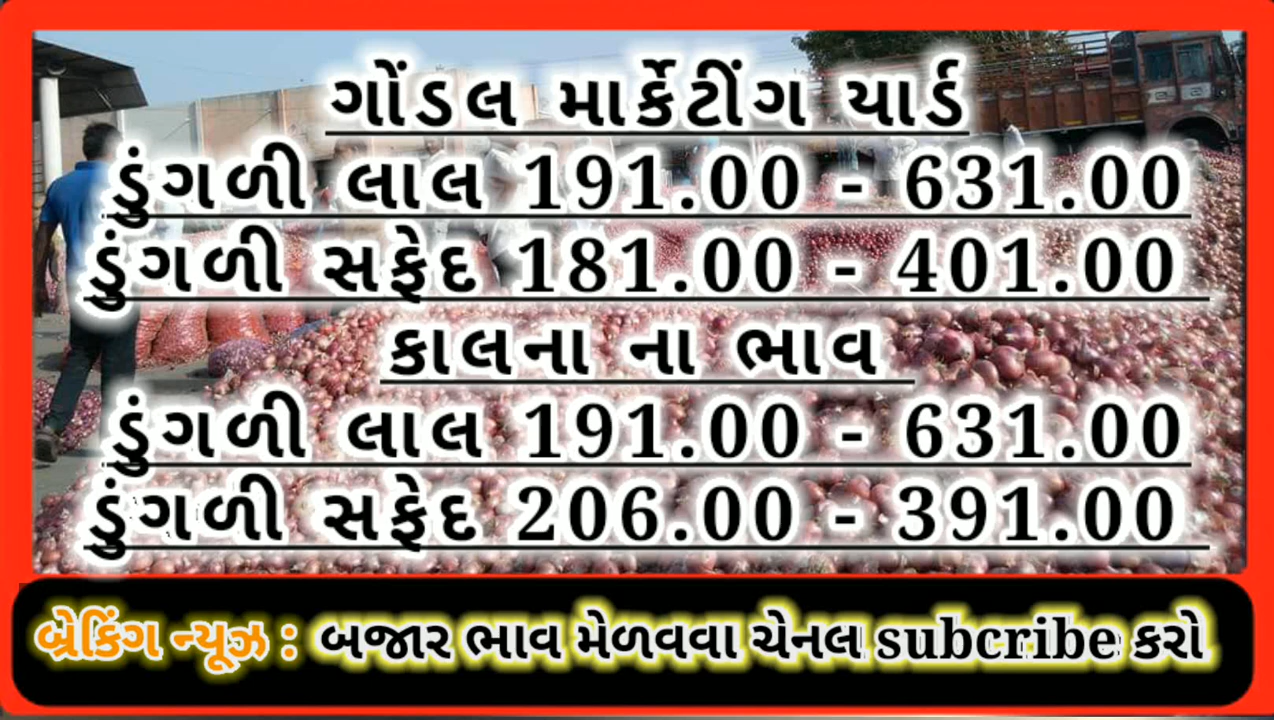 ગોંડલ માર્કેટીંગ યાર્ડ
ડુંગળી લાલ 191.00 - 631.00
ડુંગળી સફેદ 181.00 - 401.00
કાલના ના ભાવ
ડુંગળી લાલ 191.00 - 631.00
ડુંગળી સફેદ 206.00 - 391.00
બ્રેકિંગ ન્યૂઝ : બજાર ભાવ મેળવવા ચેનલ subcribe કરો